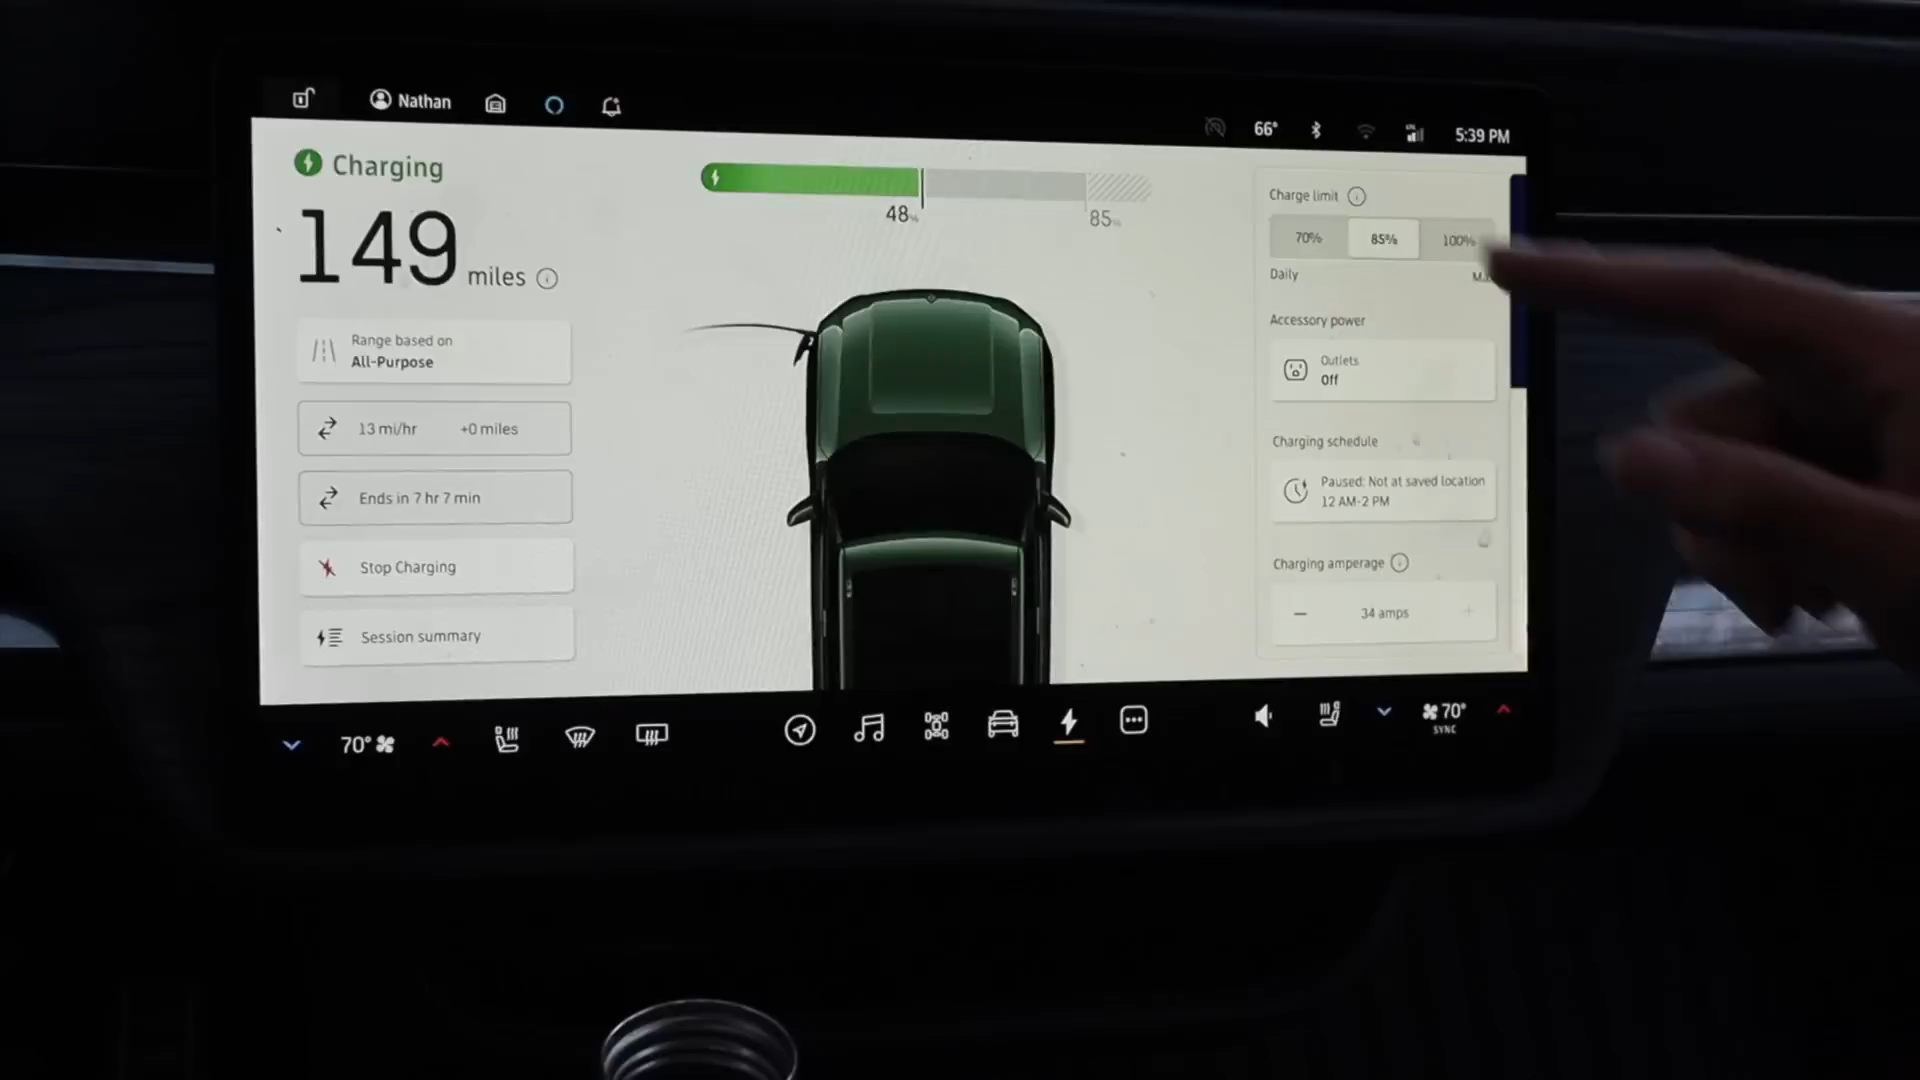 Nathan
66°
LTE
5:39 PM
Charging
149 miles
Range based on
All-Purpose
13 mi/hr +0 miles
Ends in 7 hr 7 min
Stop Charging
Session summary
48%
85%
Charge limit
70% 85% 100%
Daily
Accessory power
Outlets
Off
Charging schedule
Paused: Not at saved location
12 AM-2 PM
Charging amperage
− 34 amps +
70°
70°
SYNC